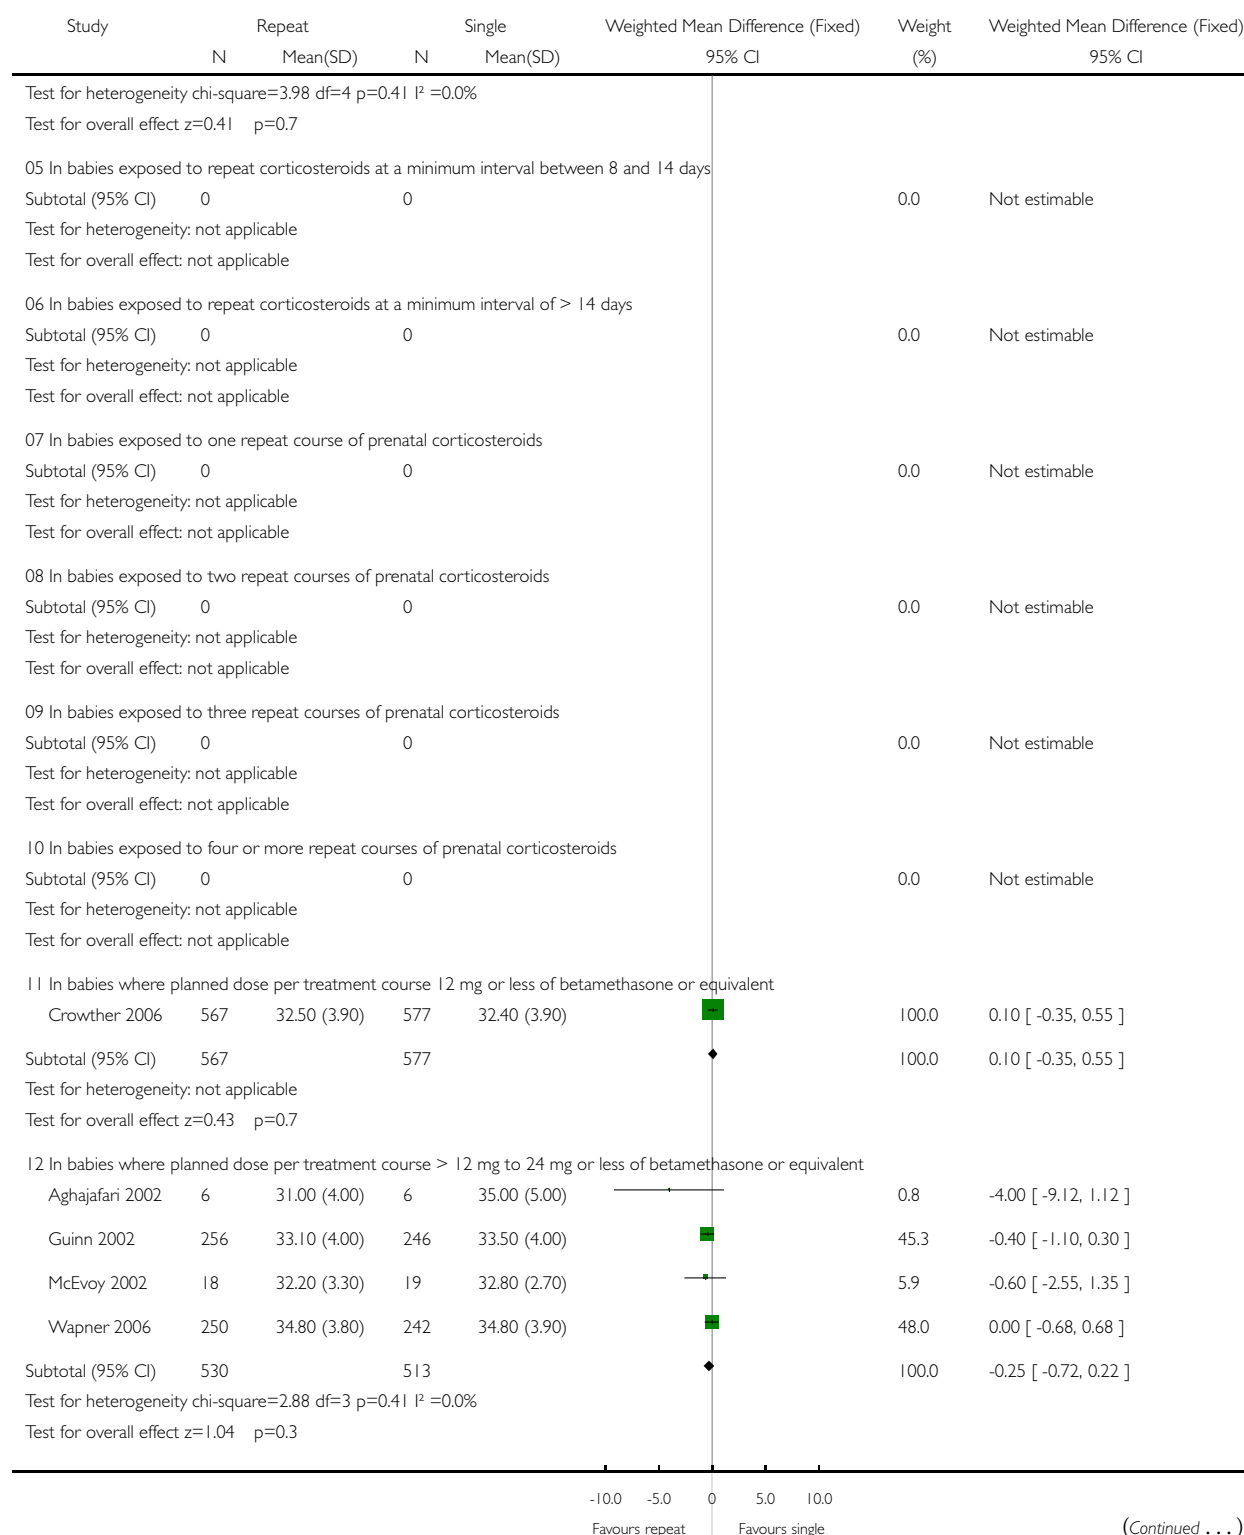 Study Repeat Single Weighted Mean Difference (Fixed) Weight Weighted Mean Difference (Fixed)
N Mean(SD) N Mean(SD) 95% CI (%) 95% CI
Test for heterogeneity chi-square=3.98 df=4 p=0.41 I² =0.0%
Test for overall effect z=0.41 p=0.7
05 In babies exposed to repeat corticosteroids at a minimum interval between 8 and 14 days
Subtotal (95% CI) 0 0 0.0 Not estimable
Test for heterogeneity: not applicable
Test for overall effect: not applicable
06 In babies exposed to repeat corticosteroids at a minimum interval of > 14 days
Subtotal (95% CI) 0 0 0.0 Not estimable
Test for heterogeneity: not applicable
Test for overall effect: not applicable
07 In babies exposed to one repeat course of prenatal corticosteroids
Subtotal (95% CI) 0 0 0.0 Not estimable
Test for heterogeneity: not applicable
Test for overall effect: not applicable
08 In babies exposed to two repeat courses of prenatal corticosteroids
Subtotal (95% CI) 0 0 0.0 Not estimable
Test for heterogeneity: not applicable
Test for overall effect: not applicable
09 In babies exposed to three repeat courses of prenatal corticosteroids
Subtotal (95% CI) 0 0 0.0 Not estimable
Test for heterogeneity: not applicable
Test for overall effect: not applicable
10 In babies exposed to four or more repeat courses of prenatal corticosteroids
Subtotal (95% CI) 0 0 0.0 Not estimable
Test for heterogeneity: not applicable
Test for overall effect: not applicable
11 In babies where planned dose per treatment course 12 mg or less of betamethasone or equivalent
Crowther 2006 567 32.50 (3.90) 577 32.40 (3.90) 100.0 0.10 [ -0.35, 0.55 ]
Subtotal (95% CI) 567 577 100.0 0.10 [ -0.35, 0.55 ]
Test for heterogeneity: not applicable
Test for overall effect z=0.43 p=0.7
12 In babies where planned dose per treatment course > 12 mg to 24 mg or less of betamethasone or equivalent
Aghajafari 2002 6 31.00 (4.00) 6 35.00 (5.00) 0.8 -4.00 [ -9.12, 1.12 ]
Guinn 2002 256 33.10 (4.00) 246 33.50 (4.00) 45.3 -0.40 [ -1.10, 0.30 ]
McEvoy 2002 18 32.20 (3.30) 19 32.80 (2.70) 5.9 -0.60 [ -2.55, 1.35 ]
Wapner 2006 250 34.80 (3.80) 242 34.80 (3.90) 48.0 0.00 [ -0.68, 0.68 ]
Subtotal (95% CI) 530 513 100.0 -0.25 [ -0.72, 0.22 ]
Test for heterogeneity chi-square=2.88 df=3 p=0.41 I² =0.0%
Test for overall effect z=1.04 p=0.3
-10.0 -5.0 0 5.0 10.0
Favours repeat Favours single (Continued . . . )